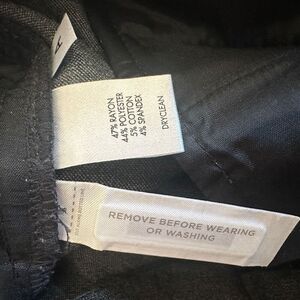 47% RAYON
44% POLYESTER
5% COTTON
4% SPANDEX
DRYCLEAN
REMOVE BEFORE WEARING
OR WASHING